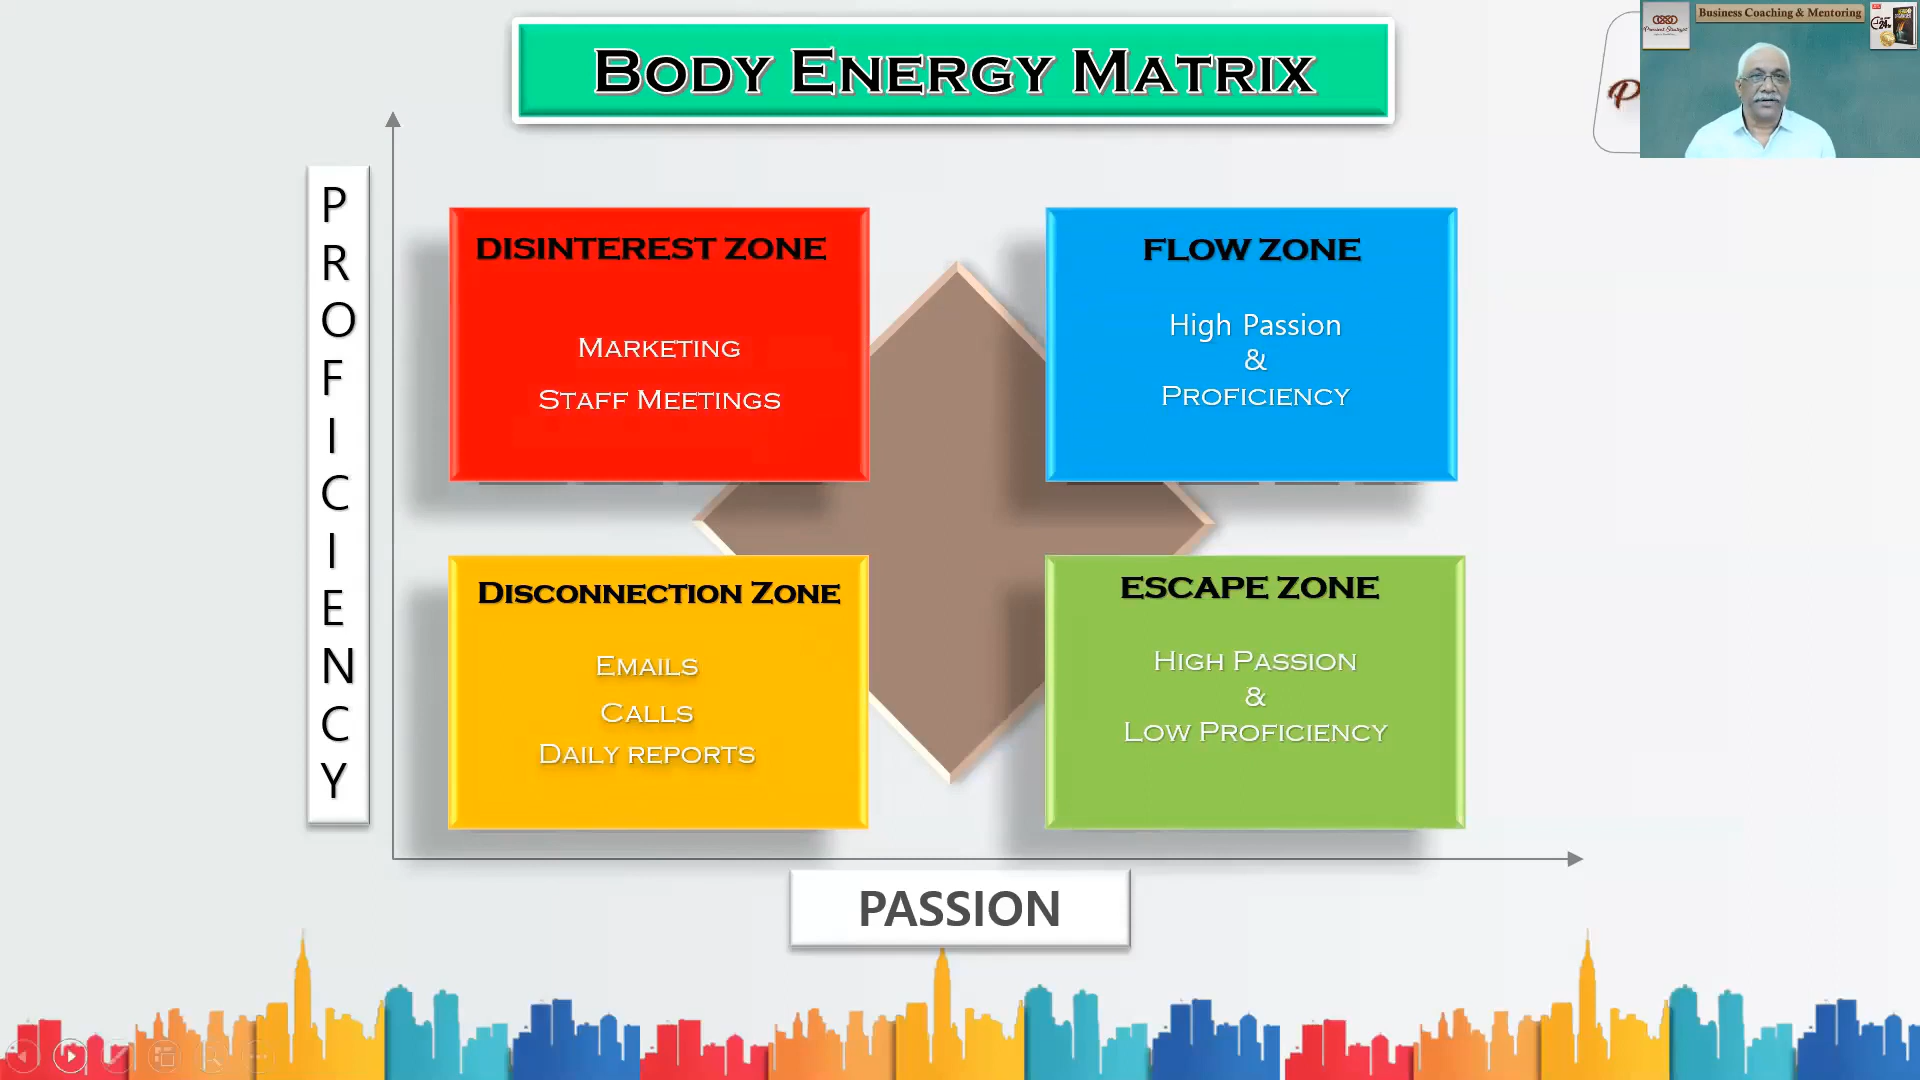 BODY ENERGY MATRIX
Business Coaching & Mentoring
P
R
O
F
I
C
I
E
N
C
Y
DISINTEREST ZONE
MARKETING
STAFF MEETINGS
FLOW ZONE
High Passion
&
PROFICIENCY
DISCONNECTION ZONE
EMAILS
CALLS
DAILY REPORTS
ESCAPE ZONE
HIGH PASSION
&
LOW PROFICIENCY
PASSION